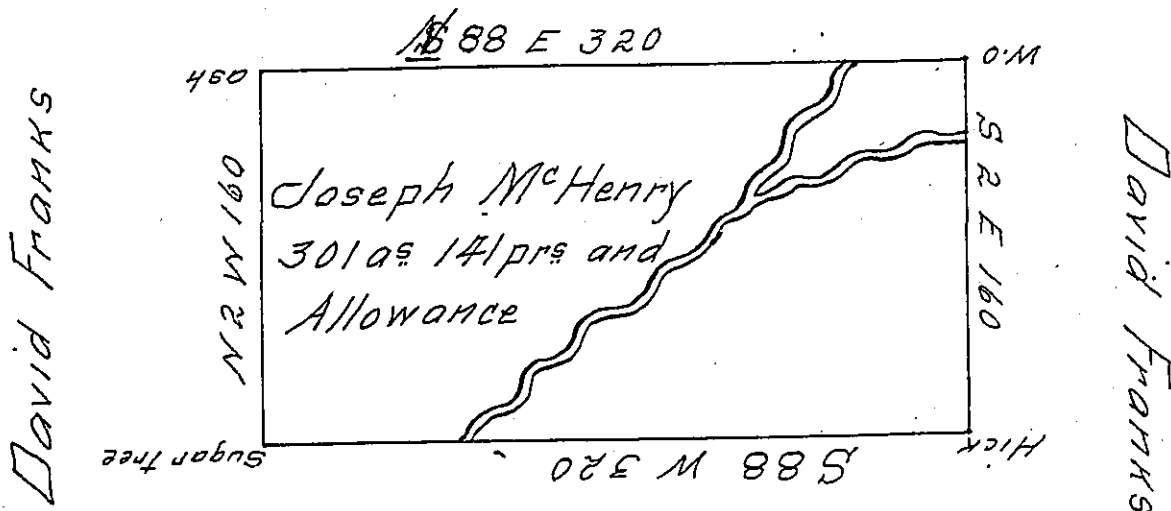 N 88 E 320
ash
W.O
David Franks
N 2 W 160
Joseph McHenry
301 as 141 prs and
Allowance
S 2 E 160
David Franks
Sugar tree
S 88 W 320
Hick